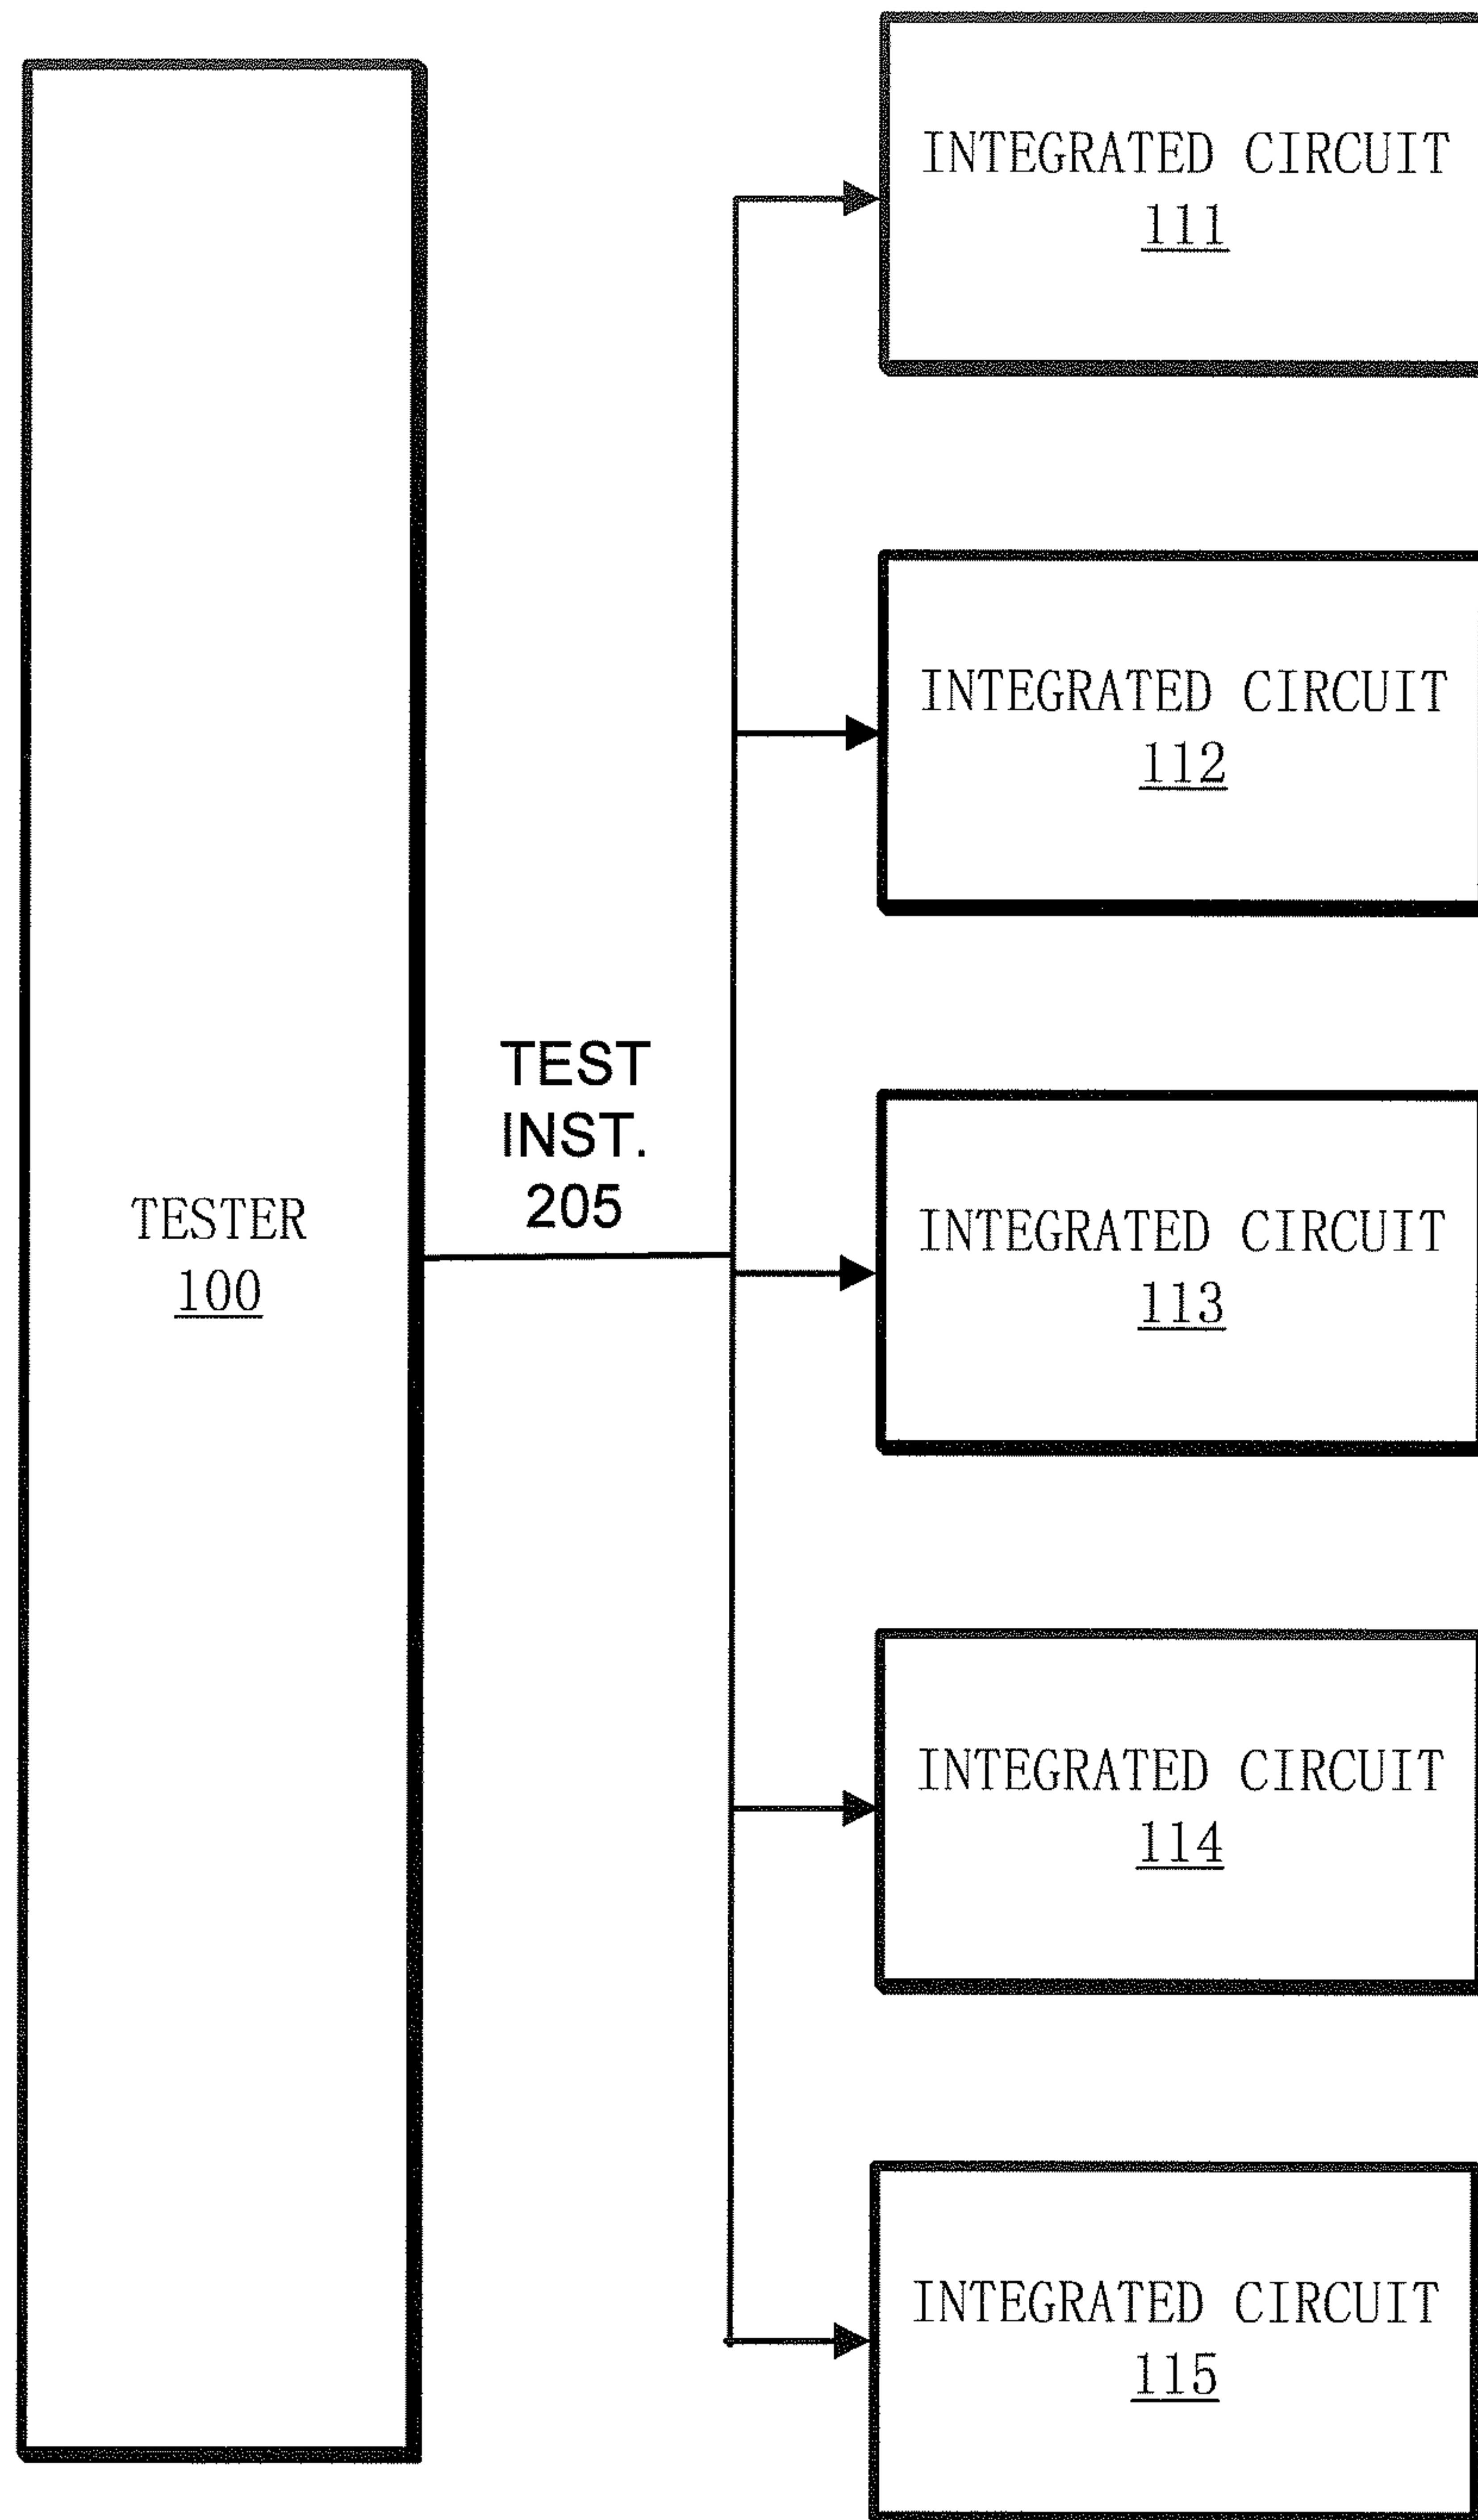 TESTER
100
TEST
INST.
205
INTEGRATED CIRCUIT
111
INTEGRATED CIRCUIT
112
INTEGRATED CIRCUIT
113
INTEGRATED CIRCUIT
114
INTEGRATED CIRCUIT
115